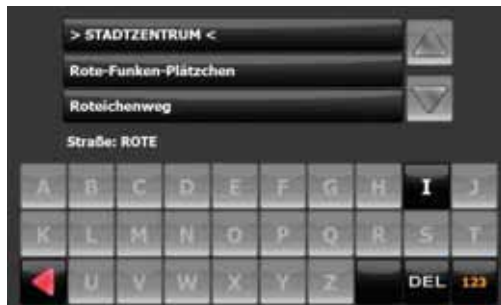 > STADTZENTRUM <
Rote-Funken-Plätzchen
Roteichenweg
Straße: ROTE
A B C D E F G H I J
K L M N O P Q R S T
U V W X Y Z DEL 123